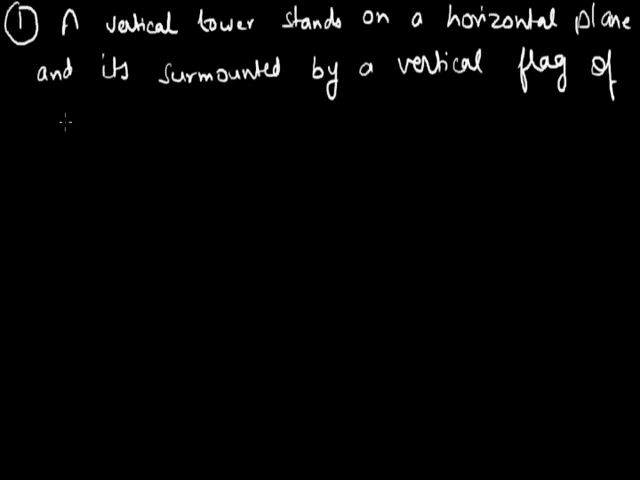 ① A vertical tower stands on a horizontal plane
and its surmounted by a vertical flag of